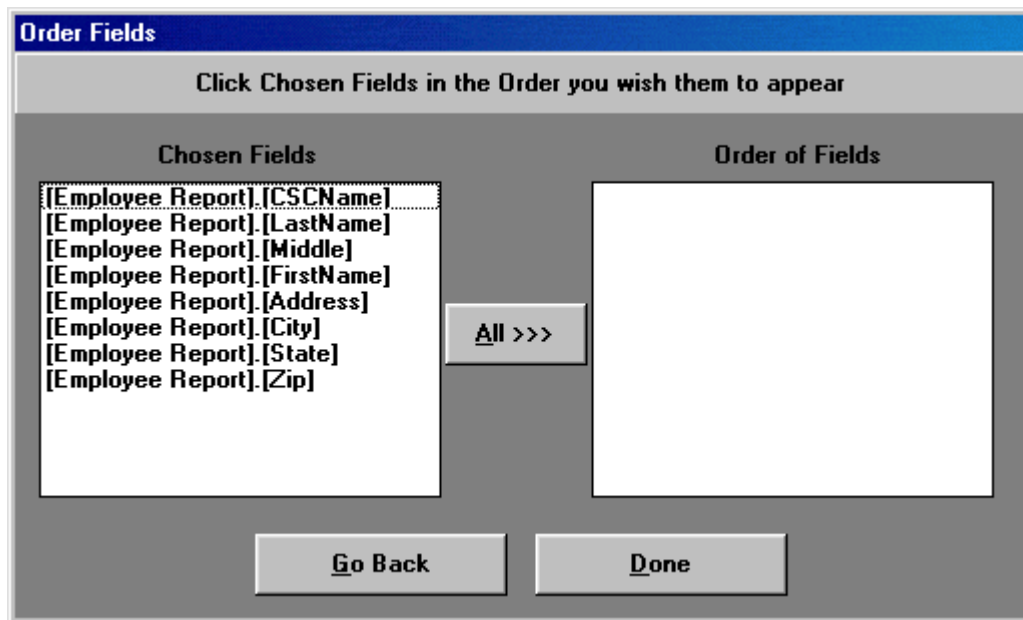 Order Fields
Click Chosen Fields in the Order you wish them to appear
Chosen Fields
Order of Fields
[Employee Report].[CSCName]
[Employee Report].[LastName]
[Employee Report].[Middle]
[Employee Report].[FirstName]
[Employee Report].[Address]
[Employee Report].[City]
[Employee Report].[State]
[Employee Report].[Zip]
All >>>
Go Back
Done